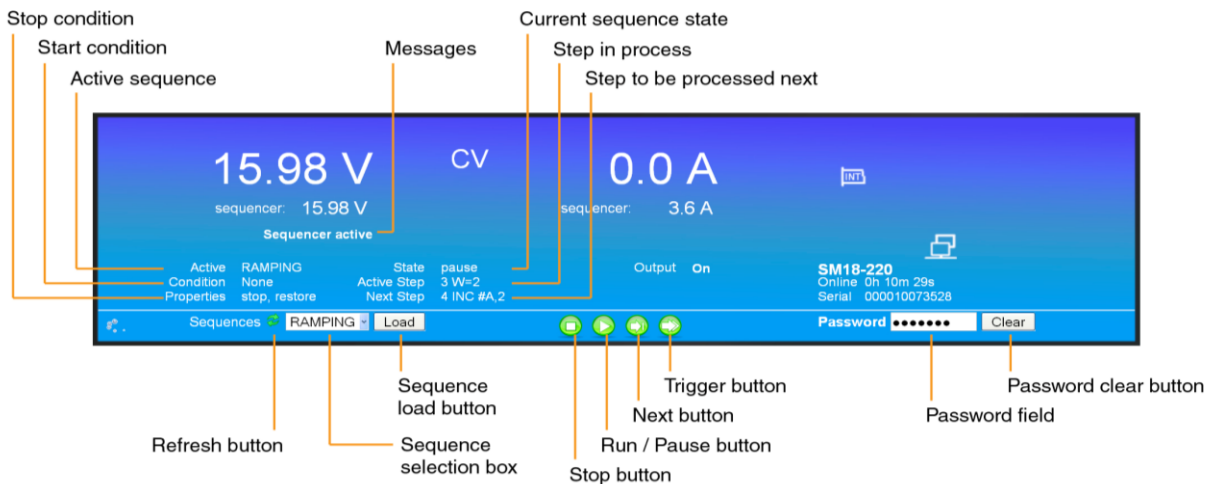 Stop condition
Current sequence state
Start condition
Messages
Step in process
Active sequence
Step to be processed next
15.98 V CV 0.0 A INT
sequencer: 15.98 V sequencer: 3.6 A
Sequencer active
Active RAMPING State pause Output On SM18-220
Condition None Active Step 3 W=2 Online 0h 10m 29s
Properties stop, restore Next Step 4 INC #A,2 Serial 000010073528
Sequences RAMPING Load Password ●●●●●●● Clear
Sequence
load button
Trigger button
Password clear button
Next button
Password field
Refresh button
Sequence
selection box
Run / Pause button
Stop button